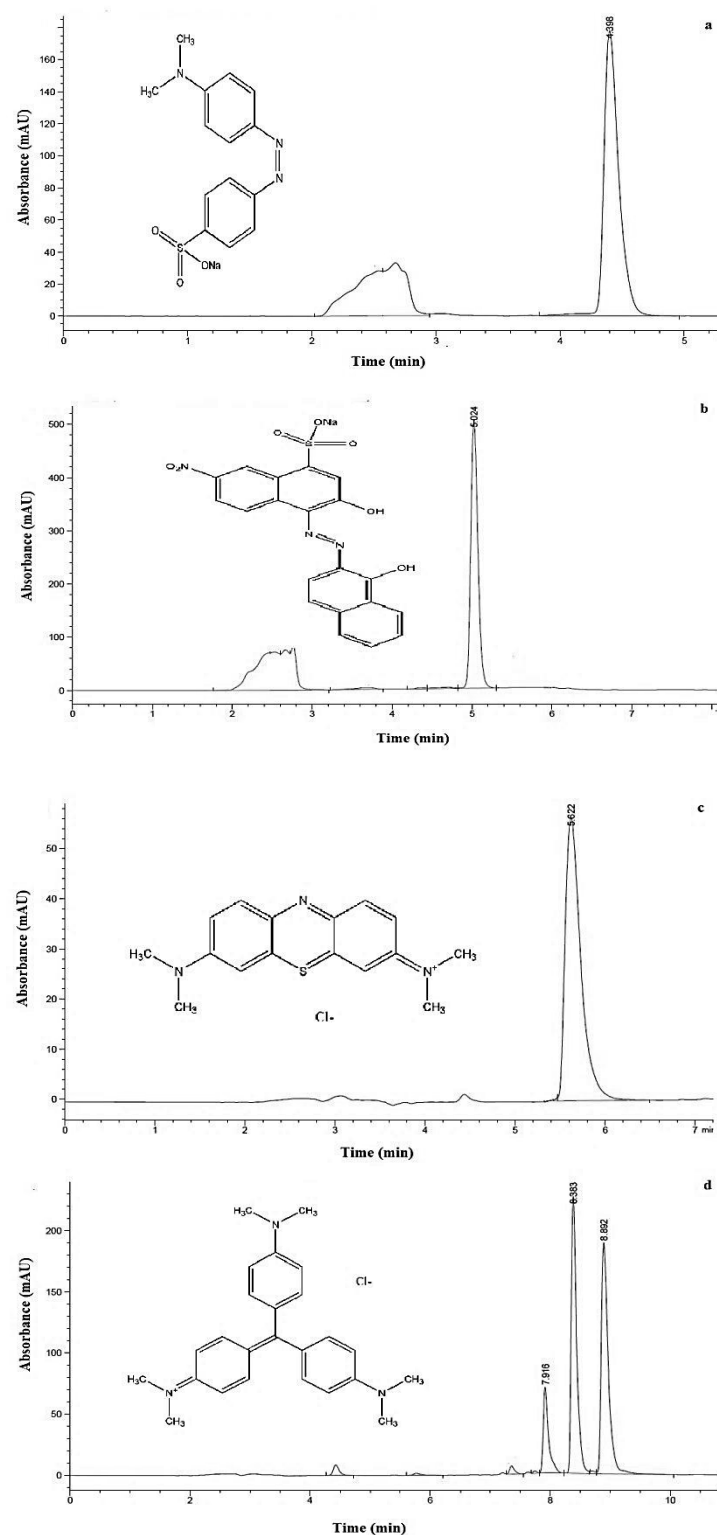 a
4.398
160
140
120
100
80
60
40
20
0
Absorbance (mAU)
CH₃
H₃C
N
N
N
O
S
ONa
O
0 1 2 3 4 5
Time (min)
b
5.024
500
400
300
200
100
0
Absorbance (mAU)
ONa
O
S
O
O₂N
OH
N
N
OH
0 1 2 3 4 5 6 7
Time (min)
c
5.622
50
40
30
20
10
0
Absorbance (mAU)
N
H₃C
N
S
N⁺
CH₃
CH₃
CH₃
Cl-
0 1 2 3 4 5 6 7 min
Time (min)
d
7.916
8.383
8.892
200
150
100
50
0
Absorbance (mAU)
H₃C
CH₃
N
Cl-
H₃C
N⁺
CH₃
CH₃
N
CH₃
0 2 4 6 8 10
Time (min)